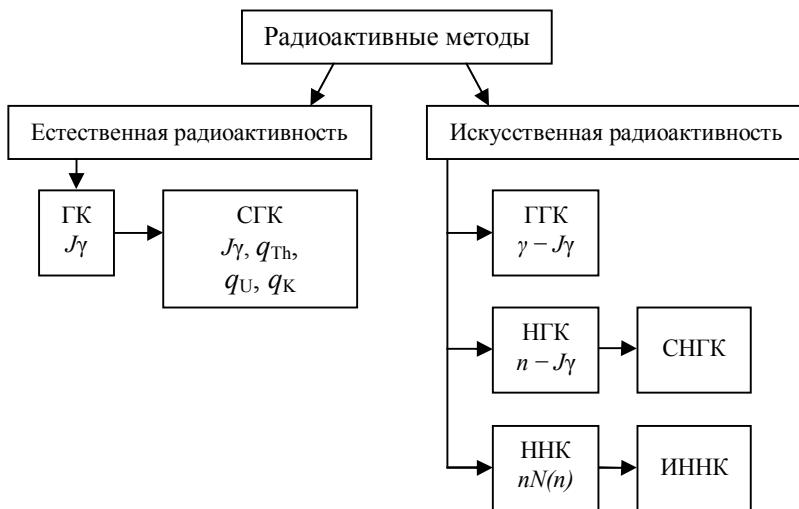 Радиоактивные методы
Естественная радиоактивность
Искусственная радиоактивность
ГК
Jγ
СГК
Jγ, qTh,
qU, qK
ГГК
γ − Jγ
НГК
n − Jγ
СНГК
ННК
nN(n)
ИННК